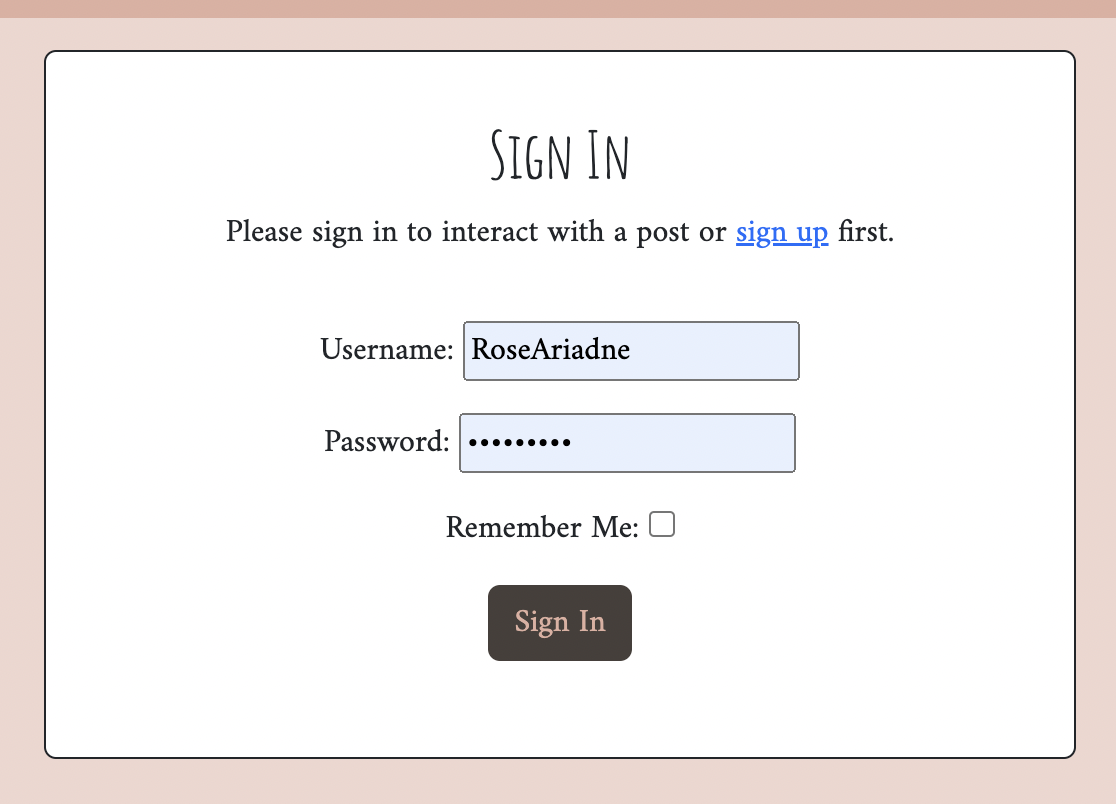 Sign In
Please sign in to interact with a post or sign up first.
Username: RoseAriadne
Password: •••••••••
Remember Me:
Sign In